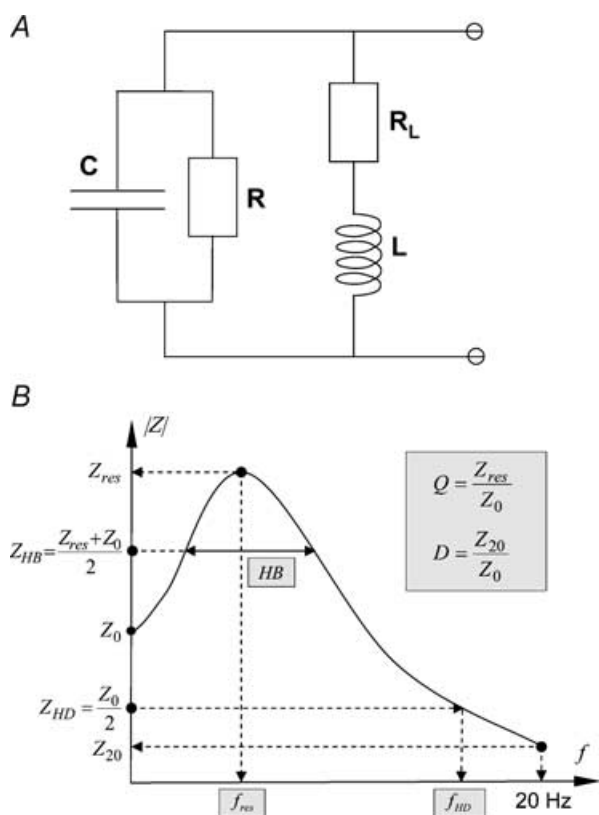 A
C
R
R_L
L
B
|Z|
Z_res
Z_HB = (Z_res + Z_0)/2
HB
Q = Z_res/Z_0
D = Z_20/Z_0
Z_0
Z_HD = Z_0/2
Z_20
f
f_res
f_HD
20 Hz